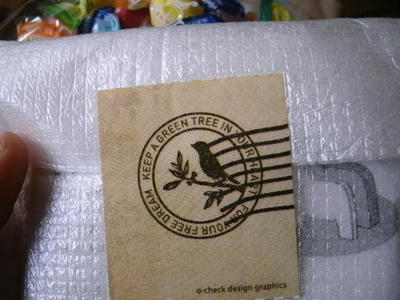 KEEP A GREEN TREE IN YOUR HEART FOR YOUR FREE DREAM
o-check design graphics